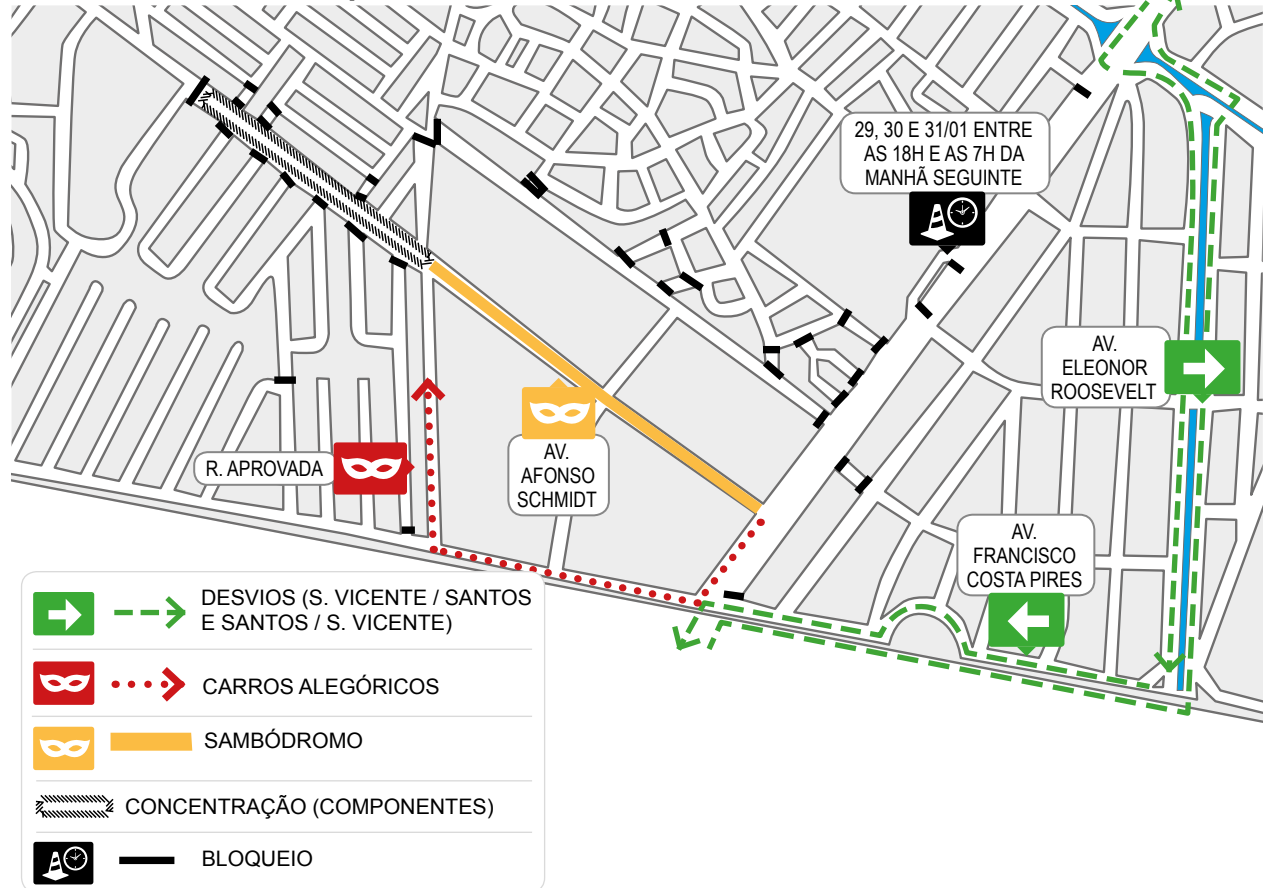 29, 30 E 31/01 ENTRE
AS 18H E AS 7H DA
MANHÃ SEGUINTE
AV.
ELEONOR
ROOSEVELT
R. APROVADA
AV.
AFONSO
SCHMIDT
AV.
FRANCISCO
COSTA PIRES
DESVIOS (S. VICENTE / SANTOS
E SANTOS / S. VICENTE)
CARROS ALEGÓRICOS
SAMBÓDROMO
CONCENTRAÇÃO (COMPONENTES)
BLOQUEIO